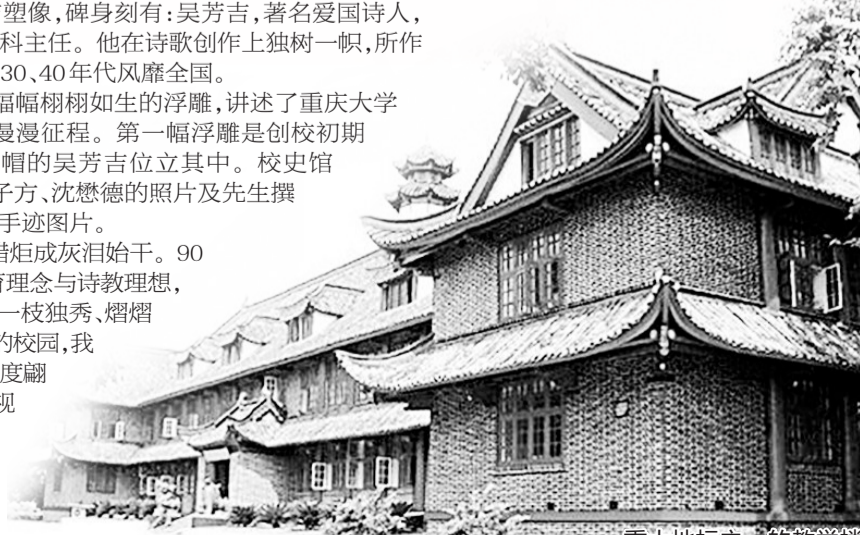 塑像，碑身刻有：吴芳吉，著名爱国诗人，
科主任。他在诗歌创作上独树一帜，所作
30、40年代风靡全国。
幅幅栩栩如生的浮雕，讲述了重庆大学
漫漫征程。第一幅浮雕是创校初期
帽的吴芳吉位立其中。校史馆
子方、沈懋德的照片及先生撰
手迹图片。
蜡炬成灰泪始干。90
育理念与诗教理想，
一枝独秀、熠熠
的校园，我
度翩
视